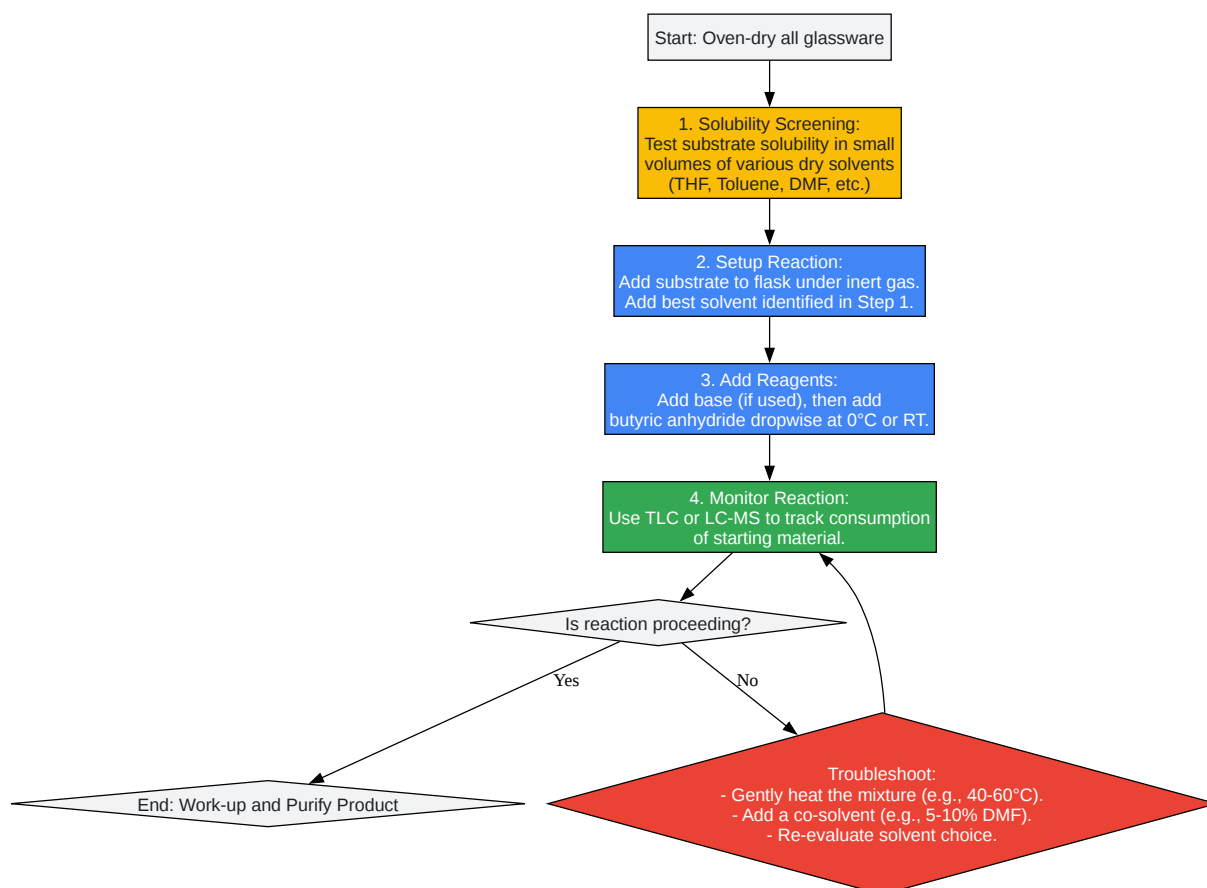 Start: Oven-dry all glassware
1. Solubility Screening:
Test substrate solubility in small
volumes of various dry solvents
(THF, Toluene, DMF, etc.)
2. Setup Reaction:
Add substrate to flask under inert gas.
Add best solvent identified in Step 1.
3. Add Reagents:
Add base (if used), then add
butyric anhydride dropwise at 0°C or RT.
4. Monitor Reaction:
Use TLC or LC-MS to track consumption
of starting material.
Is reaction proceeding?
Yes
No
End: Work-up and Purify Product
Troubleshoot:
- Gently heat the mixture (e.g., 40-60°C).
- Add a co-solvent (e.g., 5-10% DMF).
- Re-evaluate solvent choice.